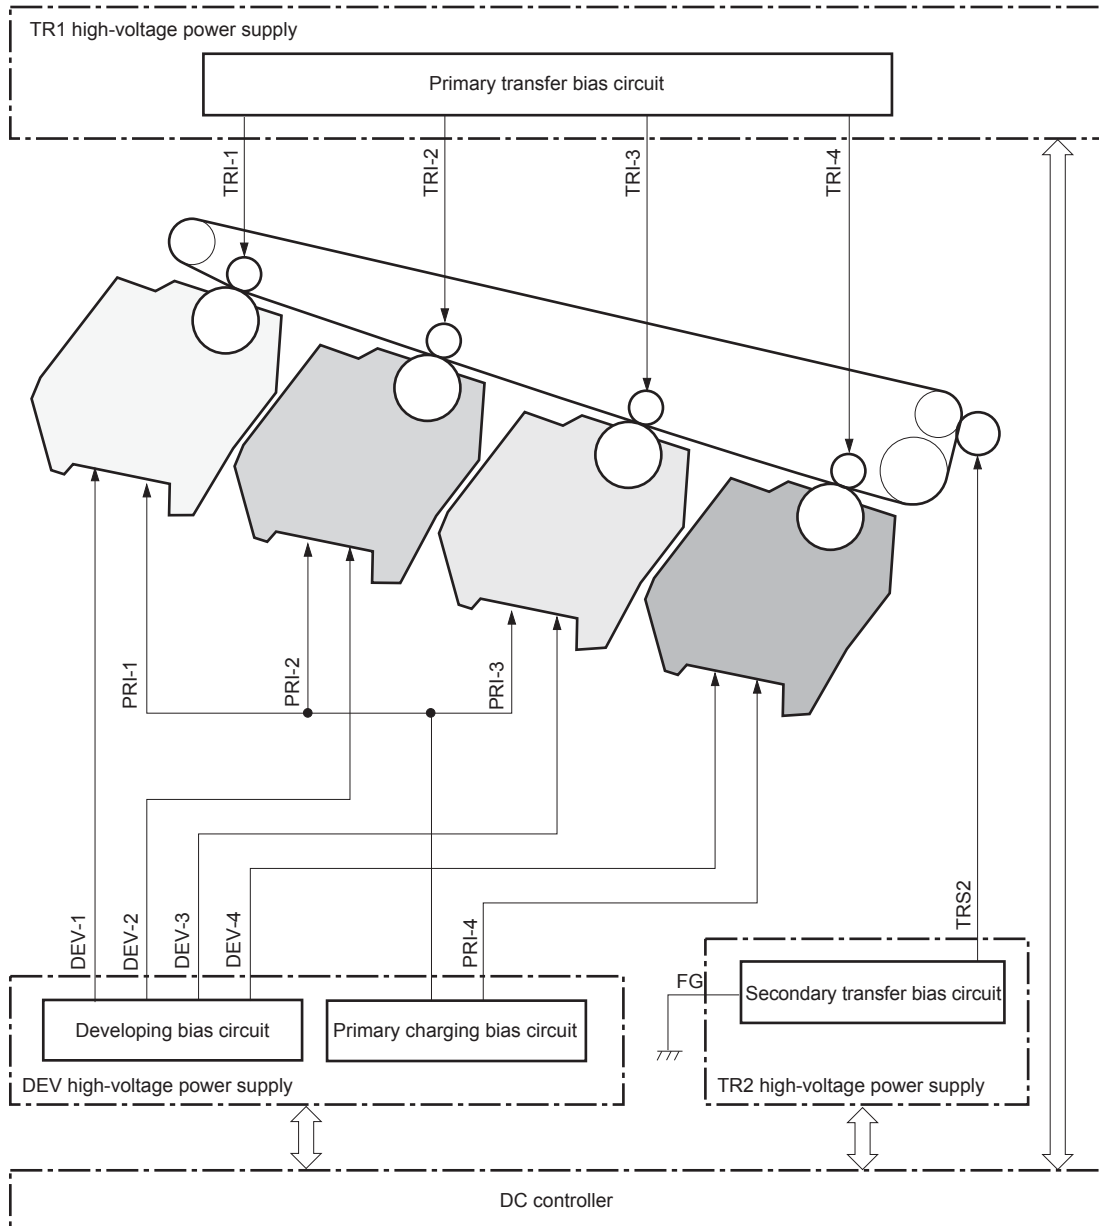 TR1 high-voltage power supply
Primary transfer bias circuit
TRI-1
TRI-2
TRI-3
TRI-4
PRI-1
PRI-2
PRI-3
DEV-1
DEV-2
DEV-3
DEV-4
PRI-4
TRS2
FG
Developing bias circuit
Primary charging bias circuit
Secondary transfer bias circuit
DEV high-voltage power supply
TR2 high-voltage power supply
DC controller